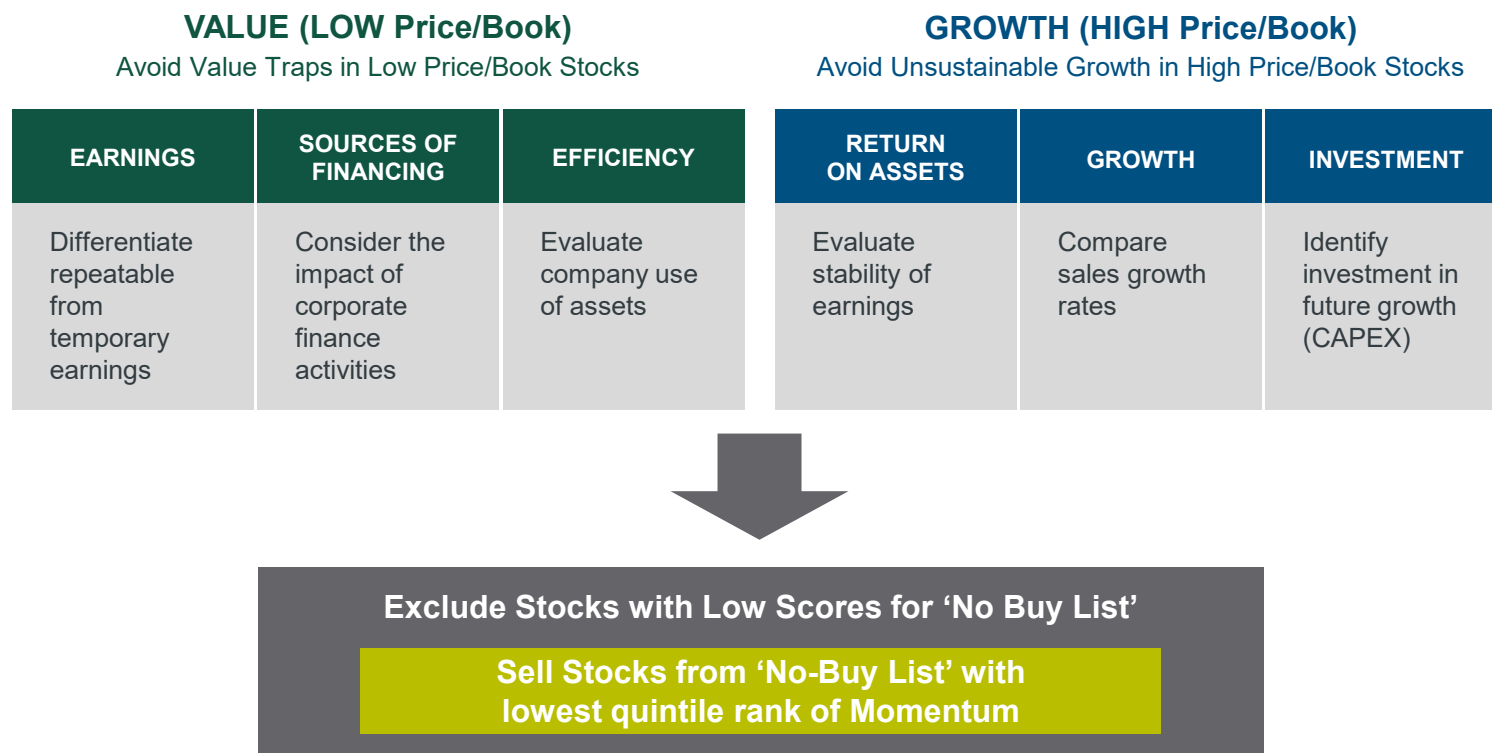 VALUE (LOW Price/Book)
Avoid Value Traps in Low Price/Book Stocks
EARNINGS
SOURCES OF
FINANCING
EFFICIENCY
Differentiate
repeatable
from
temporary
earnings
Consider the
impact of
corporate
finance
activities
Evaluate
company use
of assets
GROWTH (HIGH Price/Book)
Avoid Unsustainable Growth in High Price/Book Stocks
RETURN
ON ASSETS
GROWTH
INVESTMENT
Evaluate
stability of
earnings
Compare
sales growth
rates
Identify
investment in
future growth
(CAPEX)
Exclude Stocks with Low Scores for ‘No Buy List’
Sell Stocks from ‘No-Buy List’ with
lowest quintile rank of Momentum